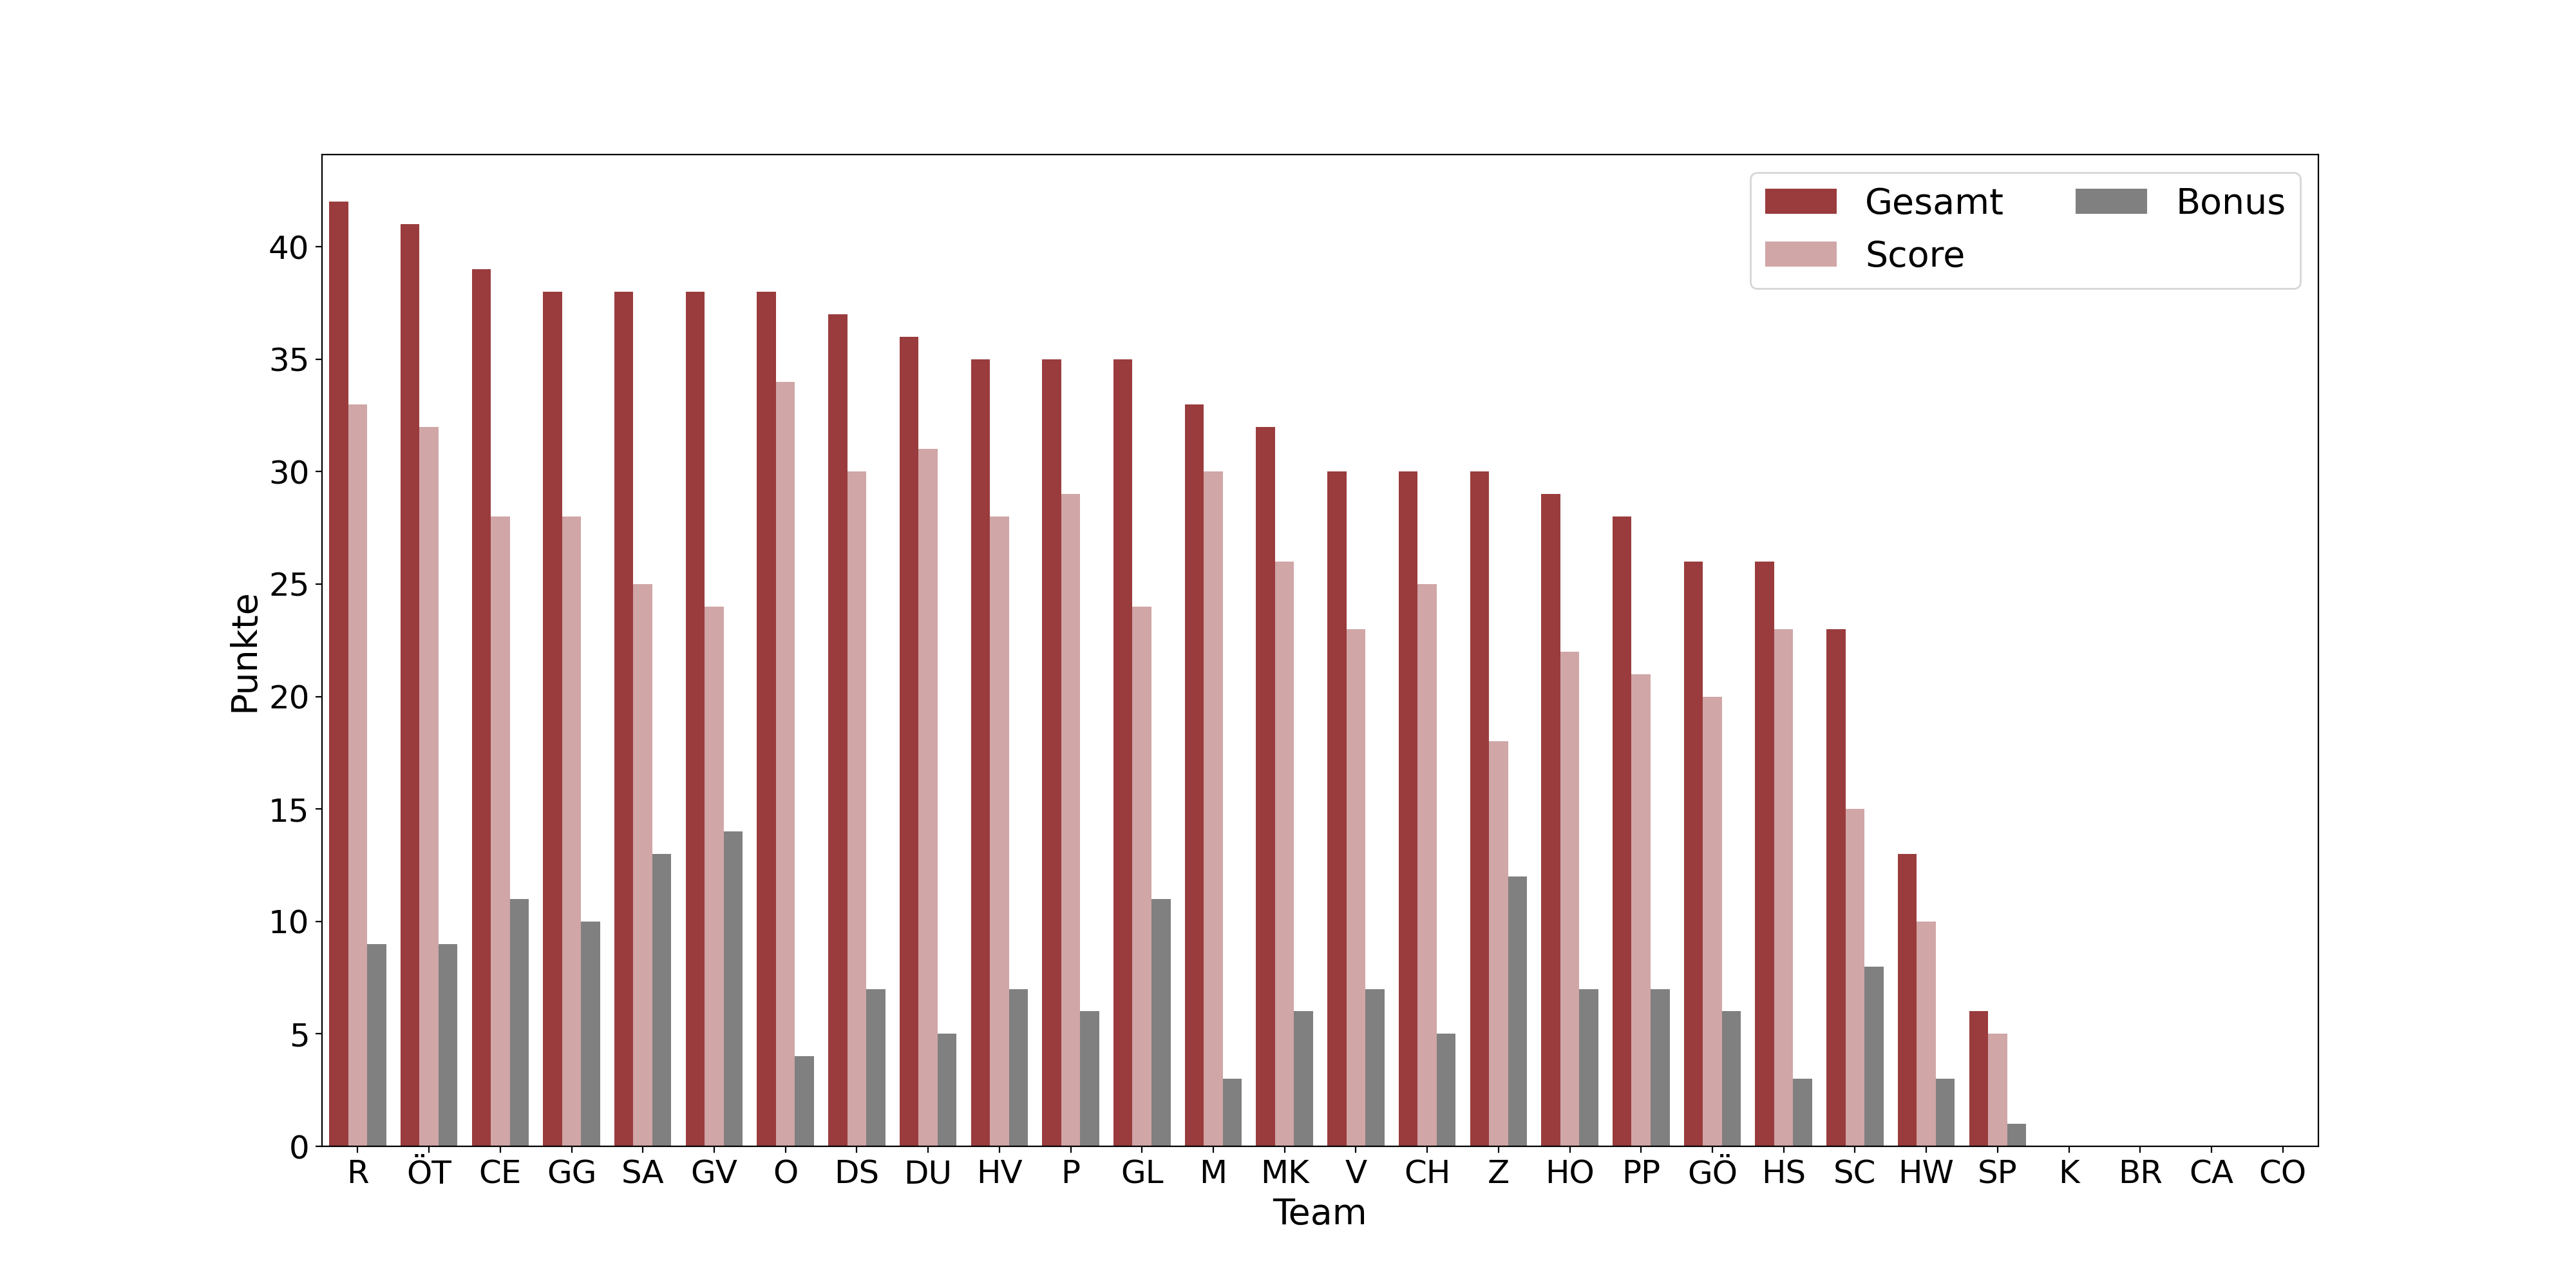 Gesamt Bonus
Score
40
35
30
25
20
15
10
5
0
Punkte
R ÖT CE GG SA GV O DS DU HV P GL M MK V CH Z HO PP GÖ HS SC HW SP K BR CA CO
Team